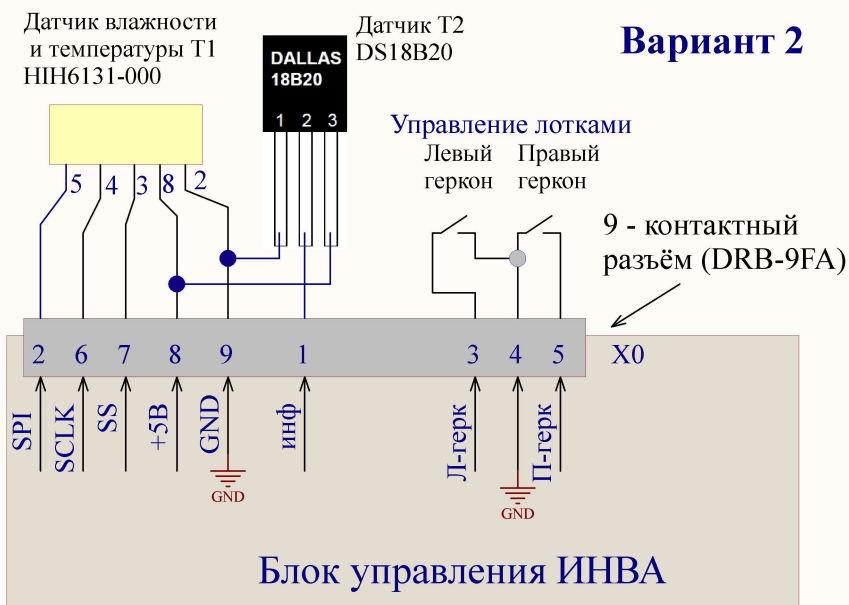 Датчик влажности
и температуры Т1
HIH6131-000
Датчик Т2
DS18B20
Вариант 2
DALLAS
18B20
1 2 3
Управление лотками
Левый
геркон
Правый
геркон
5 4 3 8 2
9 - контактный
разъём (DRB-9FA)
2 6 7 8 9 1 3 4 5 X0
SPI
SCLK
SS
+5В
GND
инф
Л-герк
П-герк
GND
GND
Блок управления ИНВА